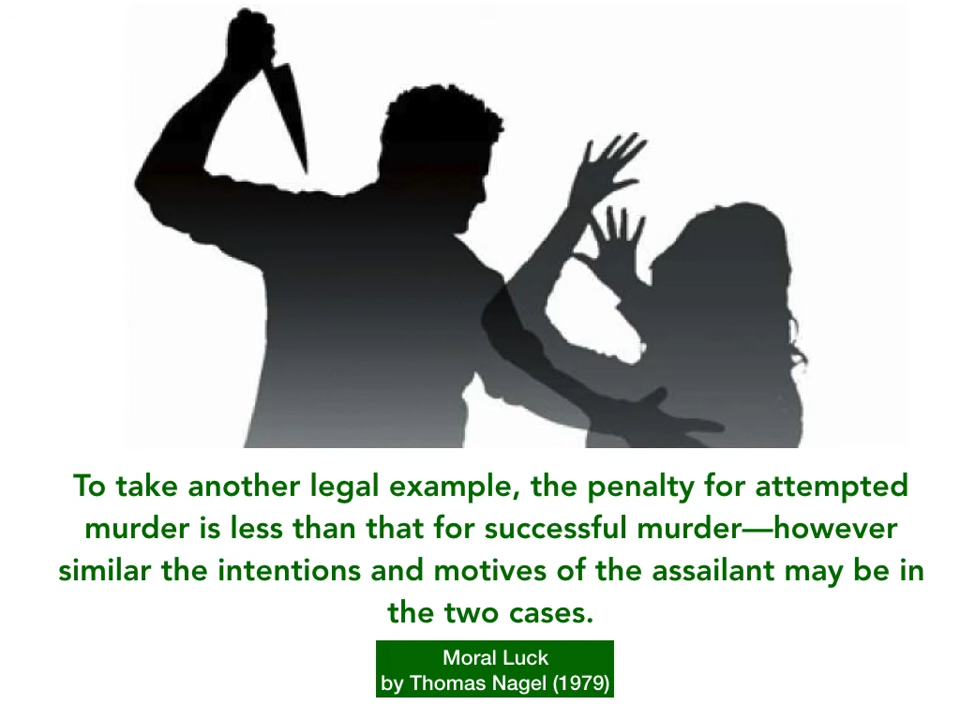 To take another legal example, the penalty for attempted
murder is less than that for successful murder—however
similar the intentions and motives of the assailant may be in
the two cases.
Moral Luck
by Thomas Nagel (1979)